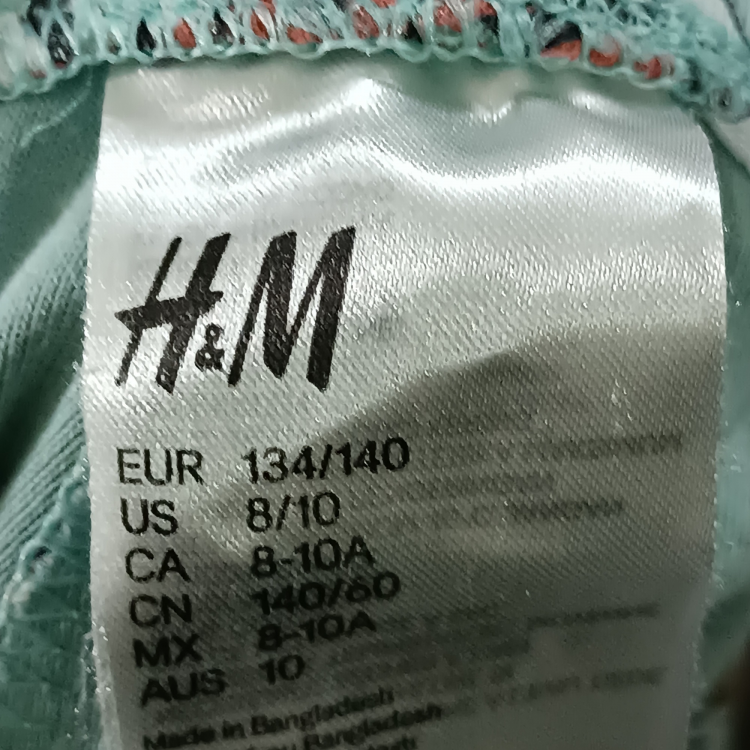 H&M
EUR 134/140
US 8/10
CA 8-10A
CN 140/60
MX 8-10A
AUS 10
Made in Bangladesh
Bangladesh